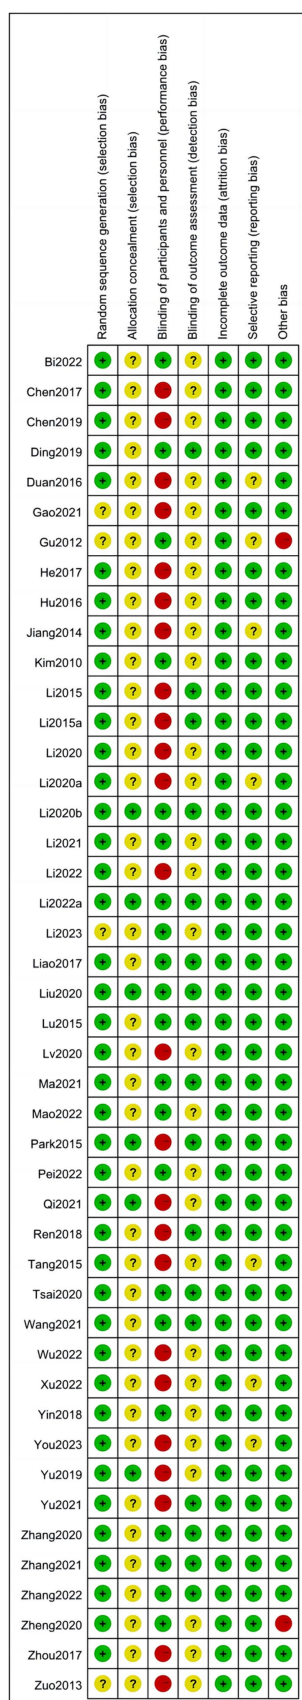 Random sequence generation (selection bias)
Allocation concealment (selection bias)
Blinding of participants and personnel (performance bias)
Blinding of outcome assessment (detection bias)
Incomplete outcome data (attrition bias)
Selective reporting (reporting bias)
Other bias
Bi2022 + ? + ? + + +
Chen2017 + ? - ? + + +
Chen2019 + ? - ? + + +
Ding2019 + ? + + + + +
Duan2016 + ? - ? + ? +
Gao2021 ? ? - ? + + +
Gu2012 ? ? + ? + ? -
He2017 + ? - ? + + +
Hu2016 + ? - ? + + +
Jiang2014 + ? - ? + ? +
Kim2010 + ? + ? + + +
Li2015 + ? - + + + +
Li2015a + ? - + + + +
Li2020 + ? - ? + + +
Li2020a + ? - ? + ? +
Li2020b + + + + + + +
Li2021 + ? + ? + + +
Li2022 + ? - ? + + +
Li2022a + + + + + + +
Li2023 ? ? + ? + + +
Liao2017 + ? + + + + +
Liu2020 + + + + + + +
Lu2015 + ? + + + + +
Lv2020 + ? - ? + + +
Ma2021 + ? + + + + +
Mao2022 + ? + ? + + +
Park2015 + + - + + + +
Pei2022 + ? + ? + + +
Qi2021 + + - ? + + +
Ren2018 + ? - + + + +
Tang2015 + ? - ? + ? +
Tsai2020 + ? + + + + +
Wang2021 + ? + + + + +
Wu2022 + ? - ? + + +
Xu2022 + ? - ? + ? +
Yin2018 + ? + ? + + +
You2023 + ? - ? + ? +
Yu2019 + + - ? + + +
Yu2021 + ? - + + + +
Zhang2020 + ? + + + + +
Zhang2021 + ? + + + + +
Zhang2022 + ? + + + + +
Zheng2020 + ? + ? + + -
Zhou2017 + ? - ? + + +
Zuo2013 ? ? - ? + + +